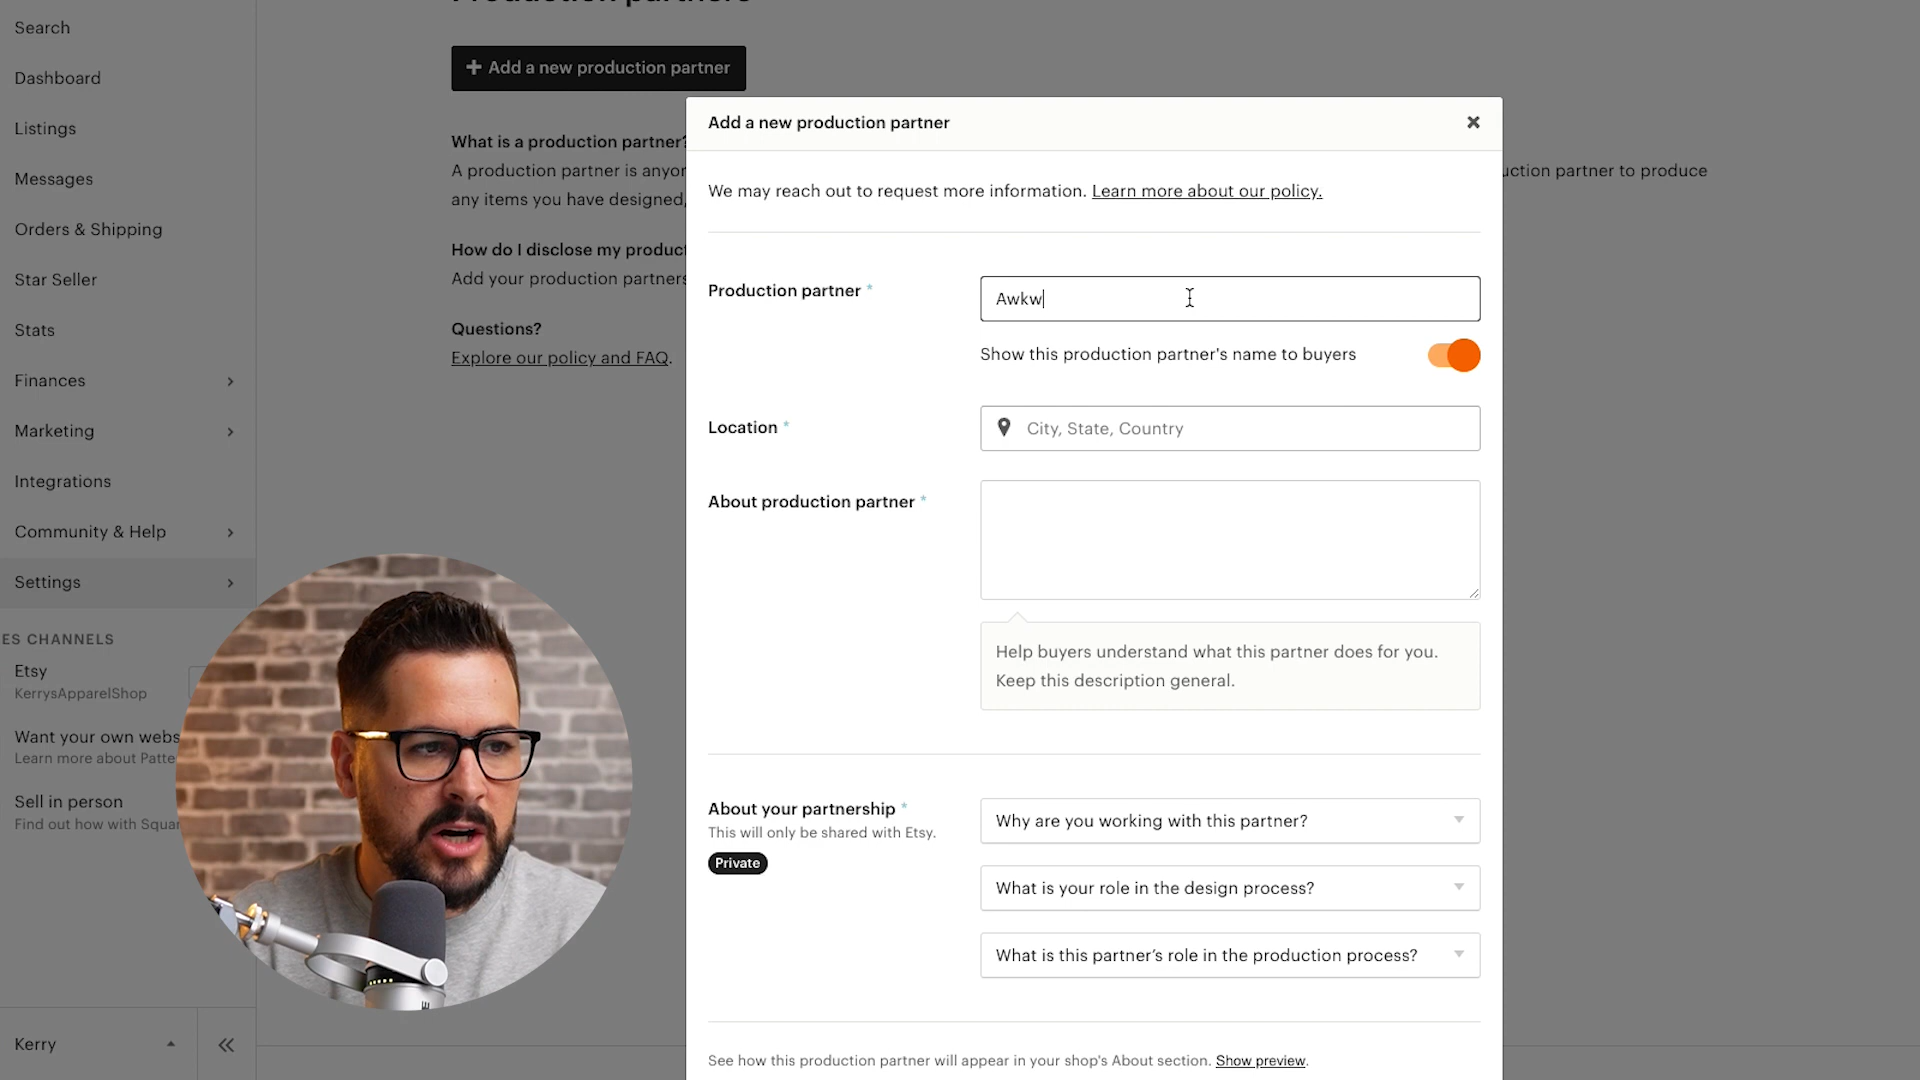 Search
Dashboard
Listings
Messages
Orders & Shipping
Star Seller
Stats
Finances
Marketing
Integrations
Community & Help
Settings
ES CHANNELS
Etsy
KerrysApparelShop
Want your own webs
Learn more about Patte
Sell in person
Find out how with Squar
Kerry
Production partners
+ Add a new production partner
What is a production partner?
A production partner is anyor
uction partner to produce
any items you have designed,
How do I disclose my product
Add your production partners
Questions?
Explore our policy and FAQ.
Add a new production partner
We may reach out to request more information. Learn more about our policy.
Production partner *
Awkw
Show this production partner's name to buyers
Location *
City, State, Country
About production partner *
Help buyers understand what this partner does for you.
Keep this description general.
About your partnership *
This will only be shared with Etsy.
Private
Why are you working with this partner?
What is your role in the design process?
What is this partner’s role in the production process?
See how this production partner will appear in your shop's About section. Show preview.